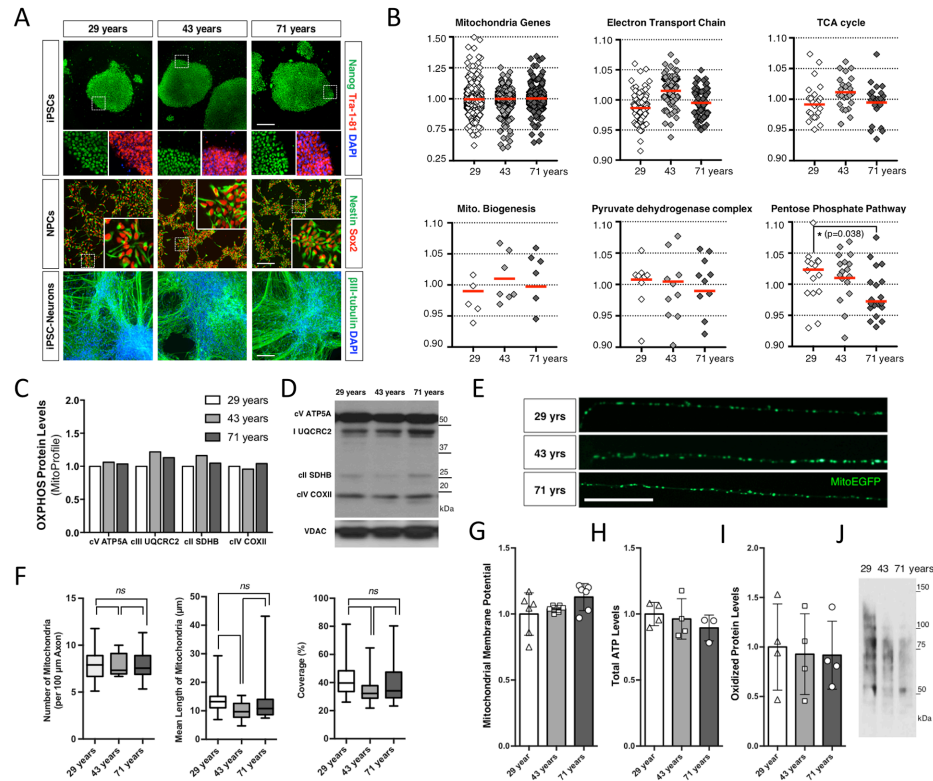 A
29 years
43 years
71 years
iPSCs
Nanog Tra-1-81 DAPI
NPCs
Nestin Sox2
iPSC-Neurons
βIII-tubulin DAPI
B
Mitochondria Genes
1.50
1.25
1.00
0.75
0.25
29 43 71 years
Electron Transport Chain
1.10
1.05
1.00
0.95
0.90
29 43 71 years
TCA cycle
1.10
1.05
1.00
0.95
0.90
29 43 71 years
Mito. Biogenesis
1.10
1.05
1.00
0.95
0.90
29 43 71 years
Pyruvate dehydrogenase complex
1.10
1.05
1.00
0.95
0.90
29 43 71 years
Pentose Phosphate Pathway
1.10
1.05
1.00
0.95
0.90
★ (p=0.038)
29 43 71 years
C
OXPHOS Protein Levels
(MitoProfile)
2.0
1.5
1.0
0.5
0.0
29 years
43 years
71 years
cV ATP5A cIII UQCRC2 cII SDHB cIV COXII
D
29 years 43 years 71 years
cV ATP5A
I UQCRC2
cII SDHB
cIV COXII
VDAC
50
37
25
20
kDa
E
29 yrs
43 yrs
71 yrs
MitoEGFP
F
Number of Mitochondria
(per 100 µm Axon)
15
10
5
0
ns
29 years
43 years
71 years
Mean Length of Mitochondria (µm)
50
40
30
20
10
0
ns
29 years
43 years
71 years
Coverage (%)
100
80
60
40
20
0
ns
29 years
43 years
71 years
G
Mitochondrial Membrane Potential
1.5
1.0
0.5
0.0
29 year
43 years
71 years
H
Total ATP Levels
1.5
1.0
0.5
0.0
29 year
43 years
71 years
I
Oxidized Protein Levels
2.0
1.5
1.0
0.5
0.0
29 year
43 years
71 years
J
29 43 71 years
150
100
75
50
kDa